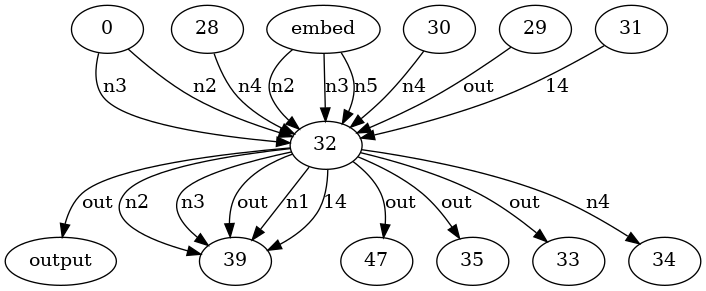 0 28 embed 30 29 31
n3 n2 n4 n2 n3 n5 n4 out 14
32
out n2 n3 out n1 14 out out out n4
output 39 47 35 33 34